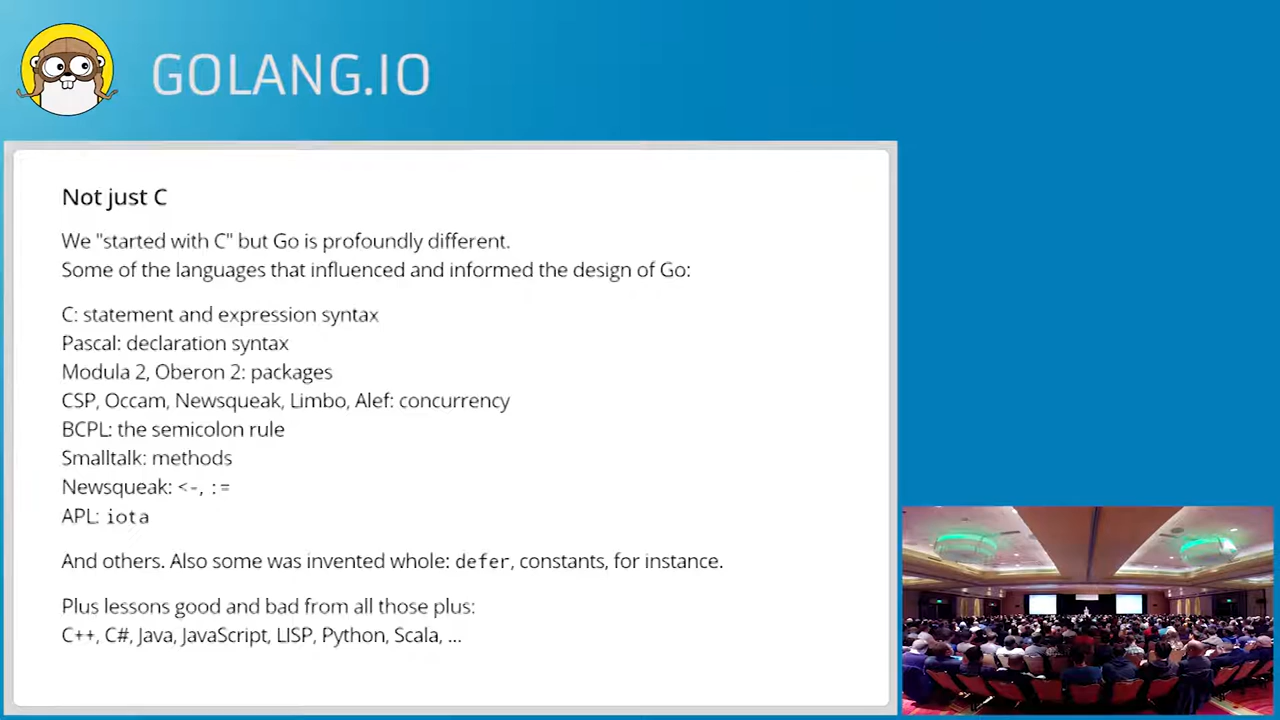 GOLANG.IO
Not just C
We "started with C" but Go is profoundly different.
Some of the languages that influenced and informed the design of Go:
C: statement and expression syntax
Pascal: declaration syntax
Modula 2, Oberon 2: packages
CSP, Occam, Newsqueak, Limbo, Alef: concurrency
BCPL: the semicolon rule
Smalltalk: methods
Newsqueak: <-, :=
APL: iota
And others. Also some was invented whole: defer, constants, for instance.
Plus lessons good and bad from all those plus:
C++, C#, Java, JavaScript, LISP, Python, Scala, ...